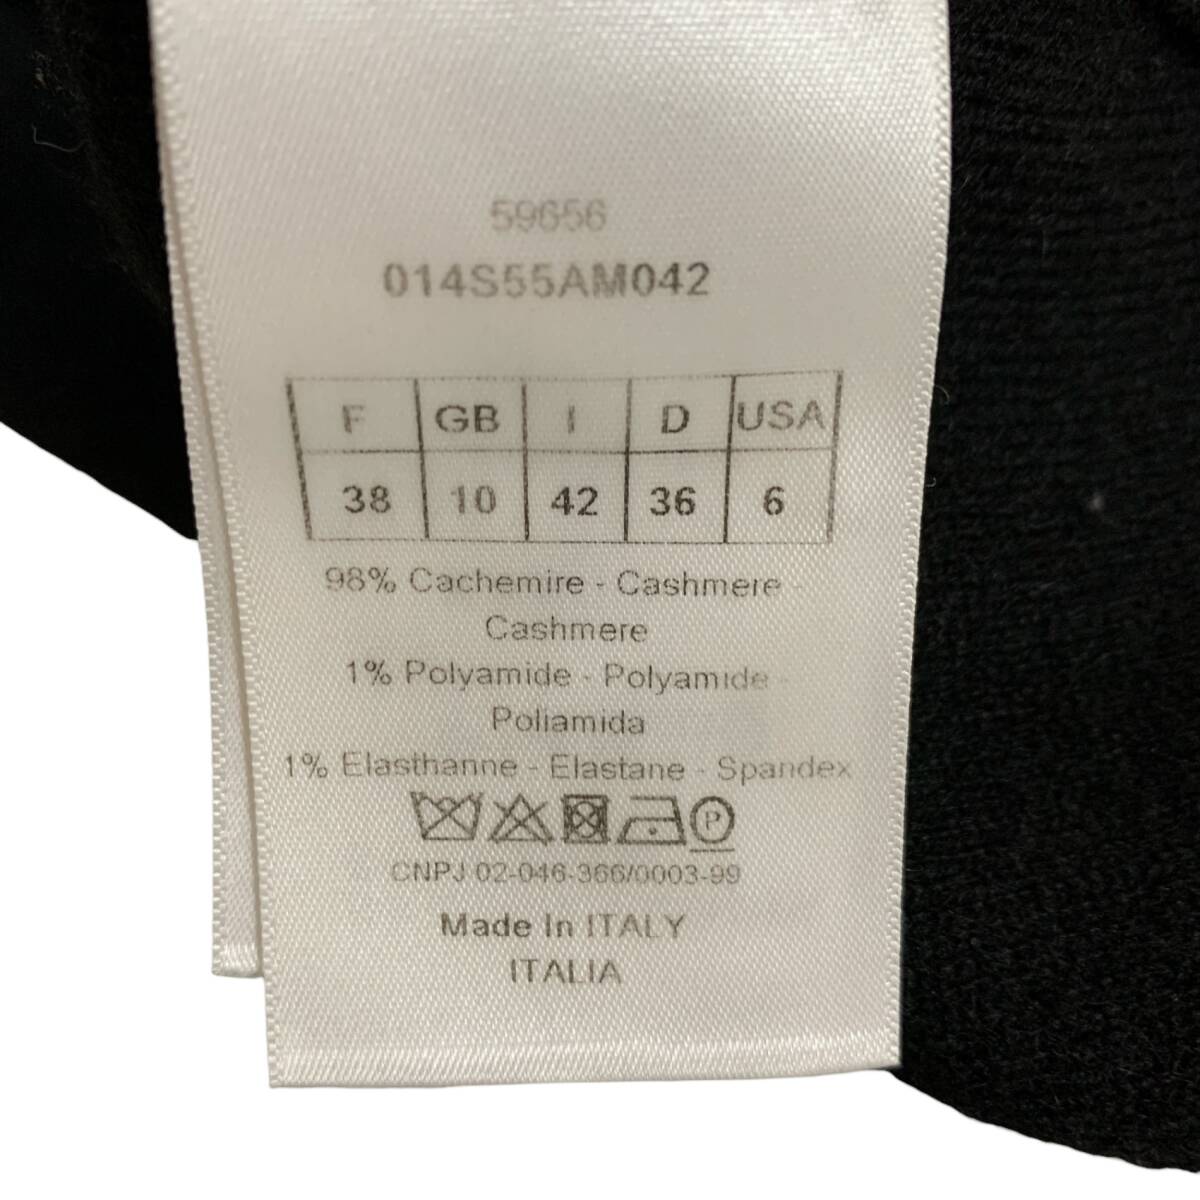 59656
014S55AM042
F GB I D USA
38 10 42 36 6
98% Cachemire - Cashmere -
Cashmere
1% Polyamide - Polyamide -
Poliamida
1% Elasthanne - Elastane - Spandex
P
CNPJ 02-046-366/0003-99
Made In ITALY
ITALIA